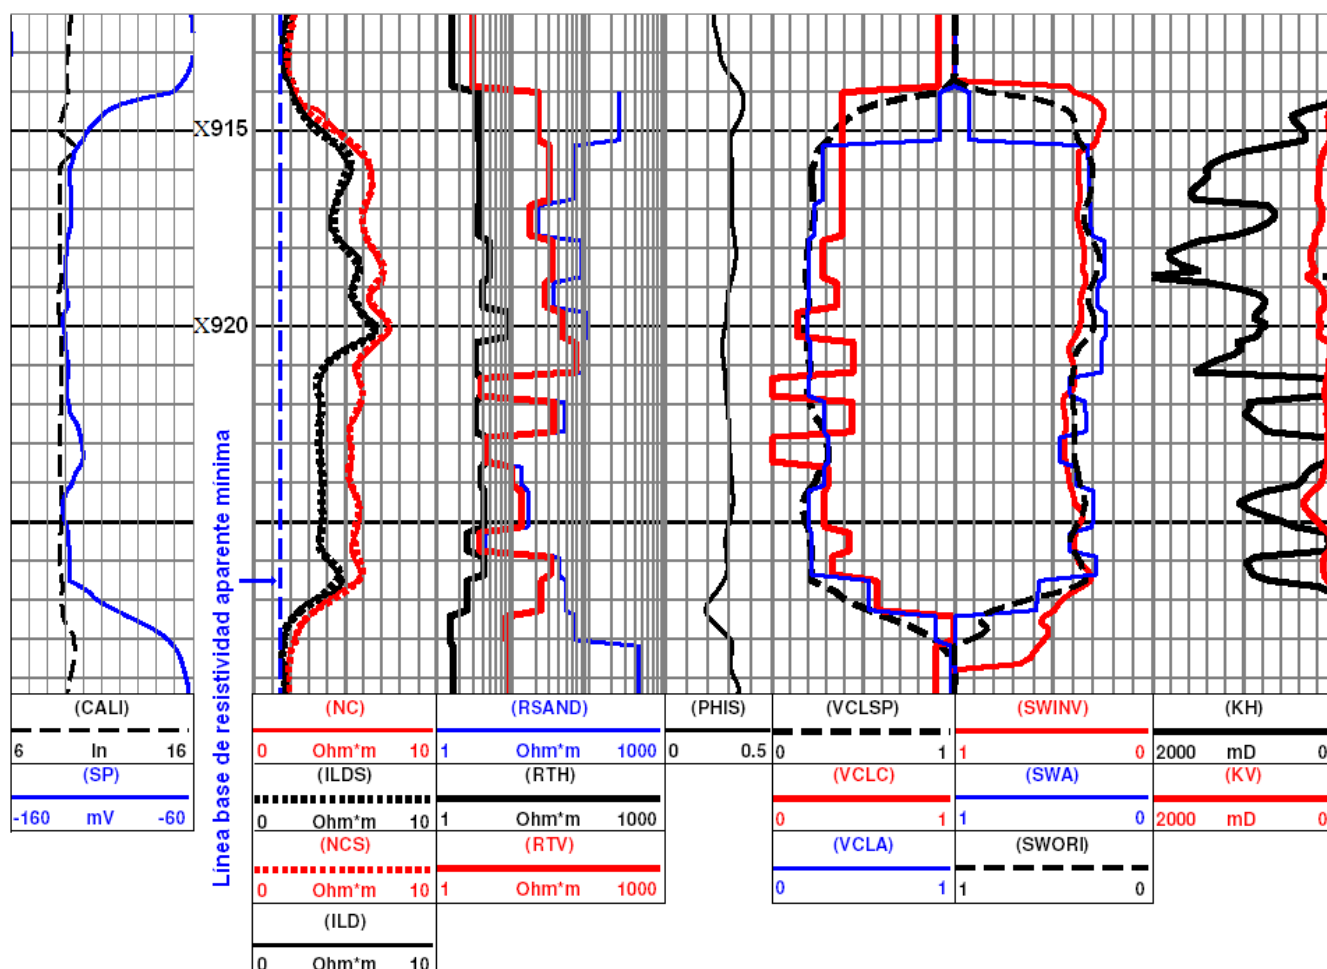 X915
X920
Línea base de resistividad aparente mínima
(CALI)
6 In 16
(SP)
-160 mV -60
(NC)
0 Ohm*m 10
(ILDS)
0 Ohm*m 10
(NCS)
0 Ohm*m 10
(ILD)
0 Ohm*m 10
(RSAND)
1 Ohm*m 1000
(RTH)
1 Ohm*m 1000
(RTV)
1 Ohm*m 1000
(PHIS)
0 0.5
(VCLSP)
0 1
(VCLC)
0 1
(VCLA)
0 1
(SWINV)
1 0
(SWA)
1 0
(SWORI)
1 0
(KH)
2000 mD 0
(KV)
2000 mD 0